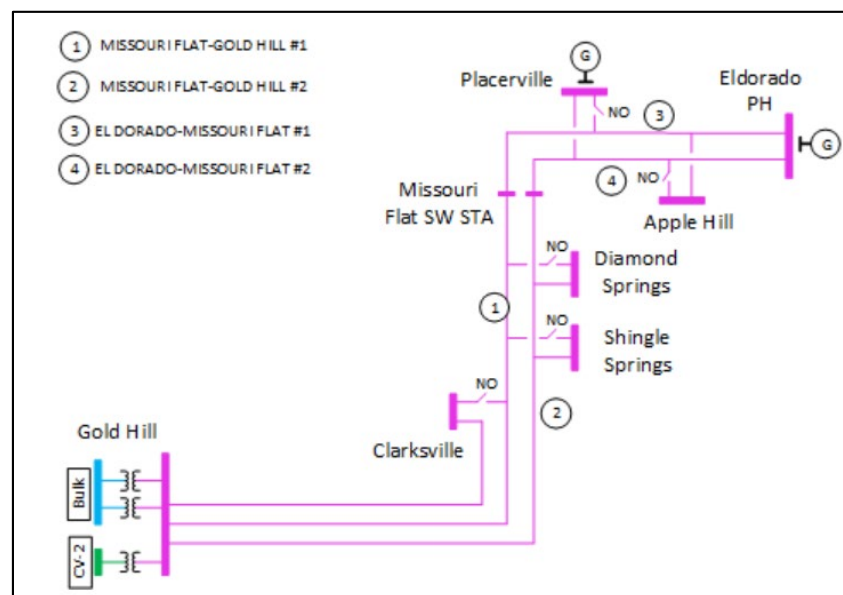 1 MISSOURI FLAT-GOLD HILL #1
2 MISSOURI FLAT-GOLD HILL #2
3 EL DORADO-MISSOURI FLAT #1
4 EL DORADO-MISSOURI FLAT #2
G
Placerville
NO
3
Eldorado
PH
G
4
NO
Apple Hill
Missouri
Flat SW STA
NO
Diamond
Springs
1
NO
Shingle
Springs
NO
2
Clarksville
Gold Hill
Bulk
CV-2